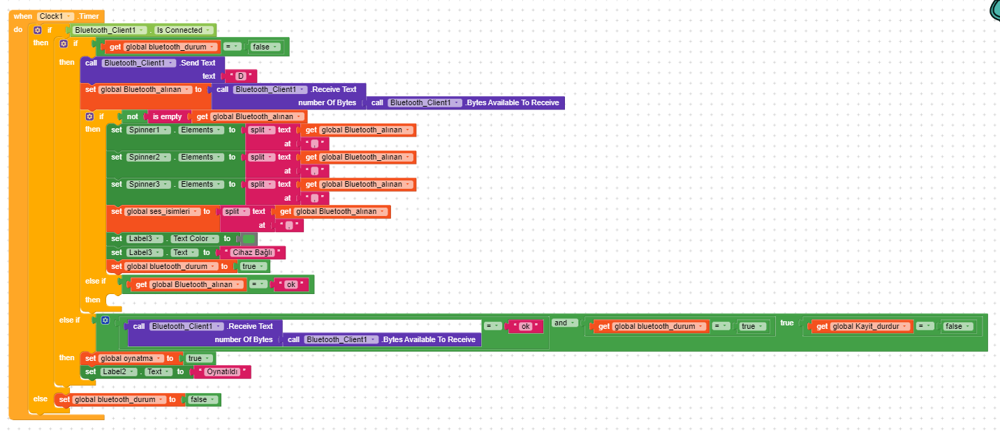 when Clock1 .Timer
do if Bluetooth_Client1 . Is Connected
then if get global bluetooth_durum = false
then call Bluetooth_Client1 .Send Text
text " D "
set global Bluetooth_alınan to call Bluetooth_Client1 .Receive Text
number Of Bytes call Bluetooth_Client1 .Bytes Available To Receive
if not is empty get global Bluetooth_alınan
then set Spinner1 . Elements to split text get global Bluetooth_alınan
at " , "
set Spinner2 . Elements to split text get global Bluetooth_alınan
at " , "
set Spinner3 . Elements to split text get global Bluetooth_alınan
at " , "
set global ses_isimleri to split text get global Bluetooth_alınan
at " , "
set Label3 . Text Color to
set Label3 . Text to " Cihaz Bağlı "
set global bluetooth_durum to true
else if get global Bluetooth_alınan = " ok "
then
else if call Bluetooth_Client1 .Receive Text = " ok " and get global bluetooth_durum = true true get global Kayit_durdur = false
number Of Bytes call Bluetooth_Client1 .Bytes Available To Receive
then set global oynatma to true
set Label2 . Text to " Oynatıldı "
else set global bluetooth_durum to false